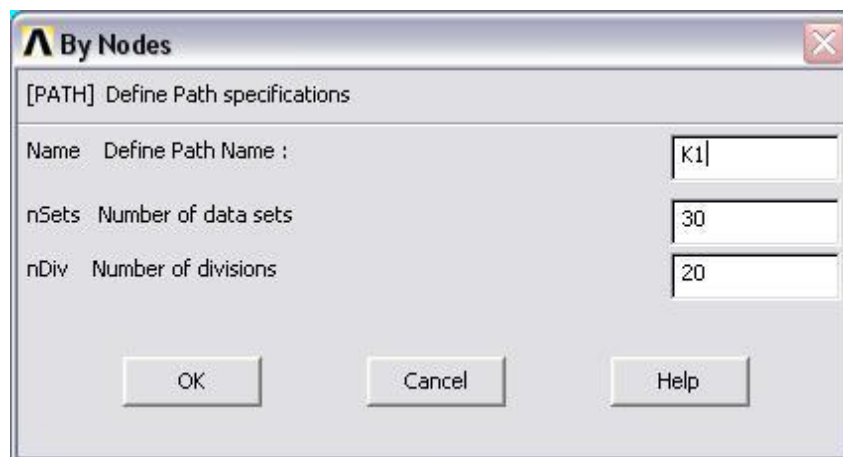 By Nodes
[PATH] Define Path specifications
Name Define Path Name :
K1
nSets Number of data sets
30
nDiv Number of divisions
20
OK Cancel Help